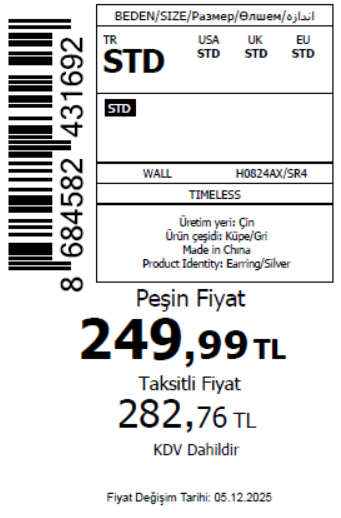 BEDEN/SIZE/Размер/Өлшем/اندازه
TR USA UK EU
STD STD STD STD
STD
WALL H0824AX/SR4
TIMELESS
Üretim yeri: Çin
Ürün çeşidi: Küpe/Gri
Made in Chına
Product Identity: Earring/Silver
8 684582 431692
Peşin Fiyat
249,99 TL
Taksitli Fiyat
282,76 TL
KDV Dahildir
Fiyat Değişim Tarihi: 05.12.2025